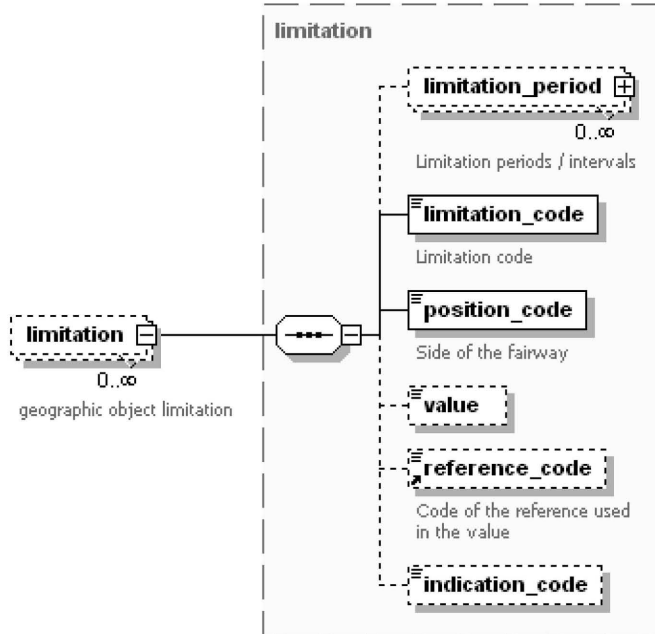 limitation
limitation_period
0..∞
Limitation periods / intervals
limitation_code
Limitation code
position_code
Side of the fairway
limitation
0..∞
geographic object limitation
value
reference_code
Code of the reference used
in the value
indication_code